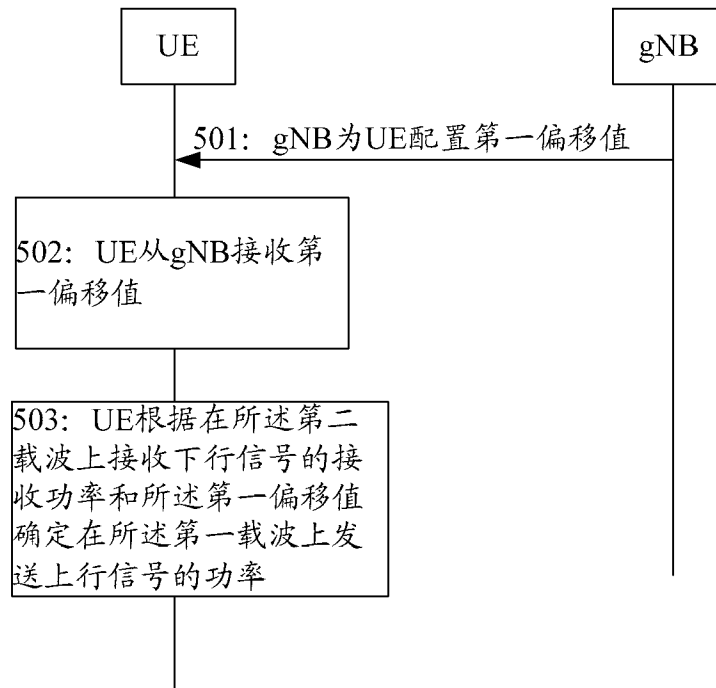 UE
gNB
501：gNB为UE配置第一偏移值
502：UE从gNB接收第
一偏移值
503：UE根据在所述第二
载波上接收下行信号的接
收功率和所述第一偏移值
确定在所述第一载波上发
送上行信号的功率